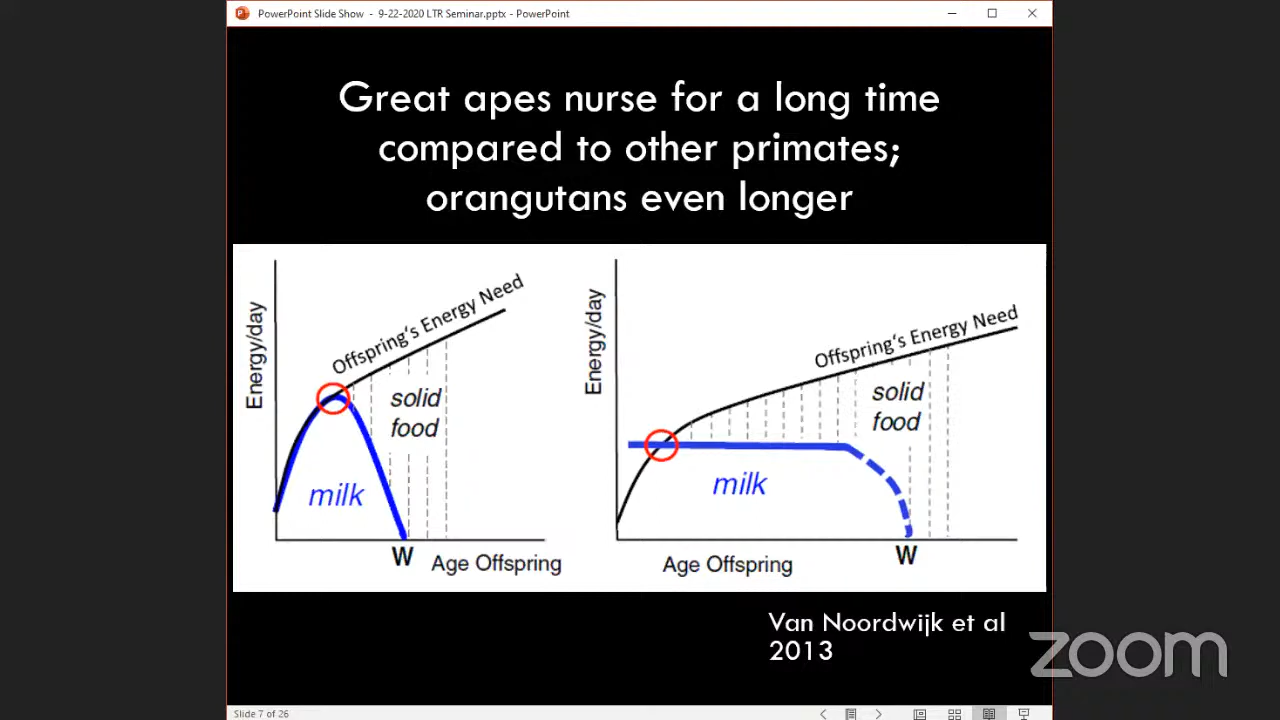 PowerPoint Slide Show - 9-22-2020 LTR Seminar.pptx - PowerPoint
Great apes nurse for a long time
compared to other primates;
orangutans even longer
Energy/day
Offspring's Energy Need
solid
food
milk
W
Age Offspring
Energy/day
Offspring's Energy Need
solid
food
milk
W
Age Offspring
Van Noordwijk et al
2013
zoom
Slide 7 of 26